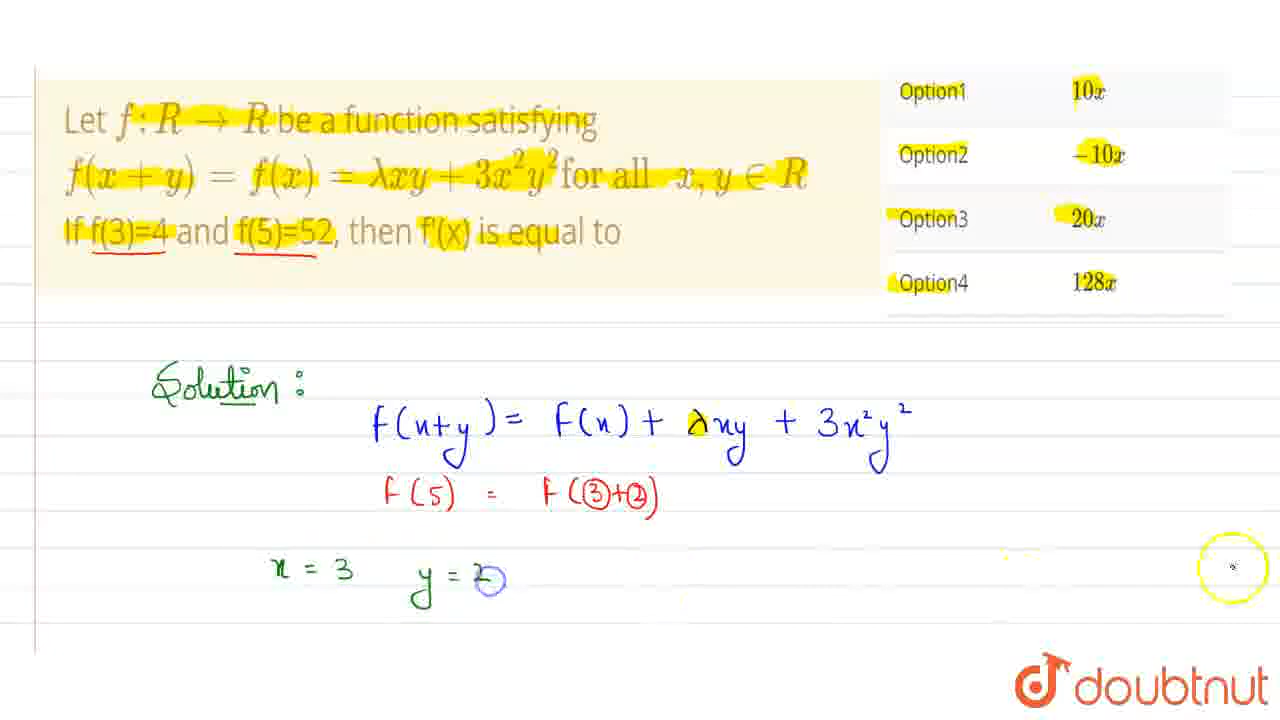 Let f : R → R be a function satisfying
f(x + y) = f(x) = λxy + 3x²y² for all x, y ∈ R
If f(3)=4 and f(5)=52, then f'(x) is equal to
Option1 10x
Option2 −10x
Option3 20x
Option4 128x
Solution :
f(x+y) = f(x) + λxy + 3x²y²
f(5) = f(3+2)
x = 3 y = 2
doubtnut